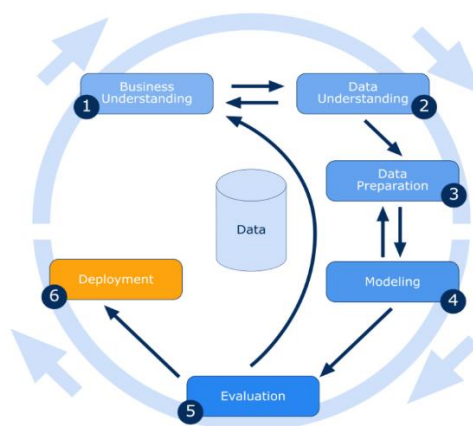 Business
Understanding
1
Data
Understanding
2
Data
Preparation
3
Data
Deployment
6
Modeling
4
Evaluation
5